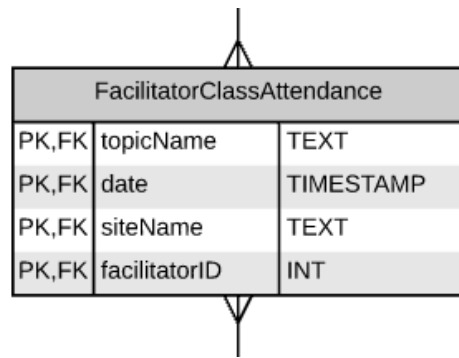 FacilitatorClassAttendance
PK,FK topicName TEXT
PK,FK date TIMESTAMP
PK,FK siteName TEXT
PK,FK facilitatorID INT